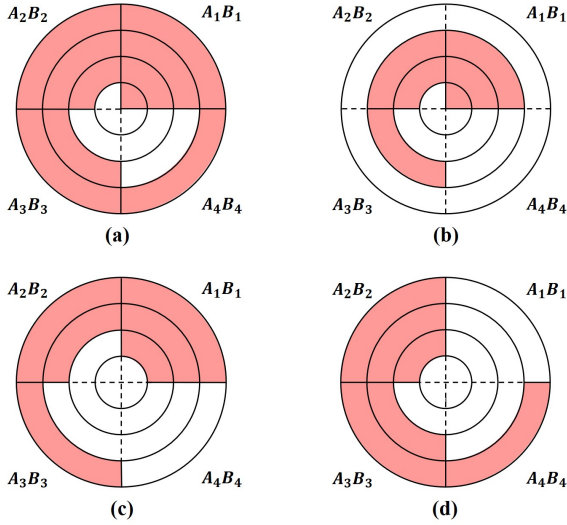 A₂B₂ A₁B₁ A₂B₂ A₁B₁
A₃B₃ A₄B₄ A₃B₃ A₄B₄
(a) (b)
A₂B₂ A₁B₁ A₂B₂ A₁B₁
A₃B₃ A₄B₄ A₃B₃ A₄B₄
(c) (d)